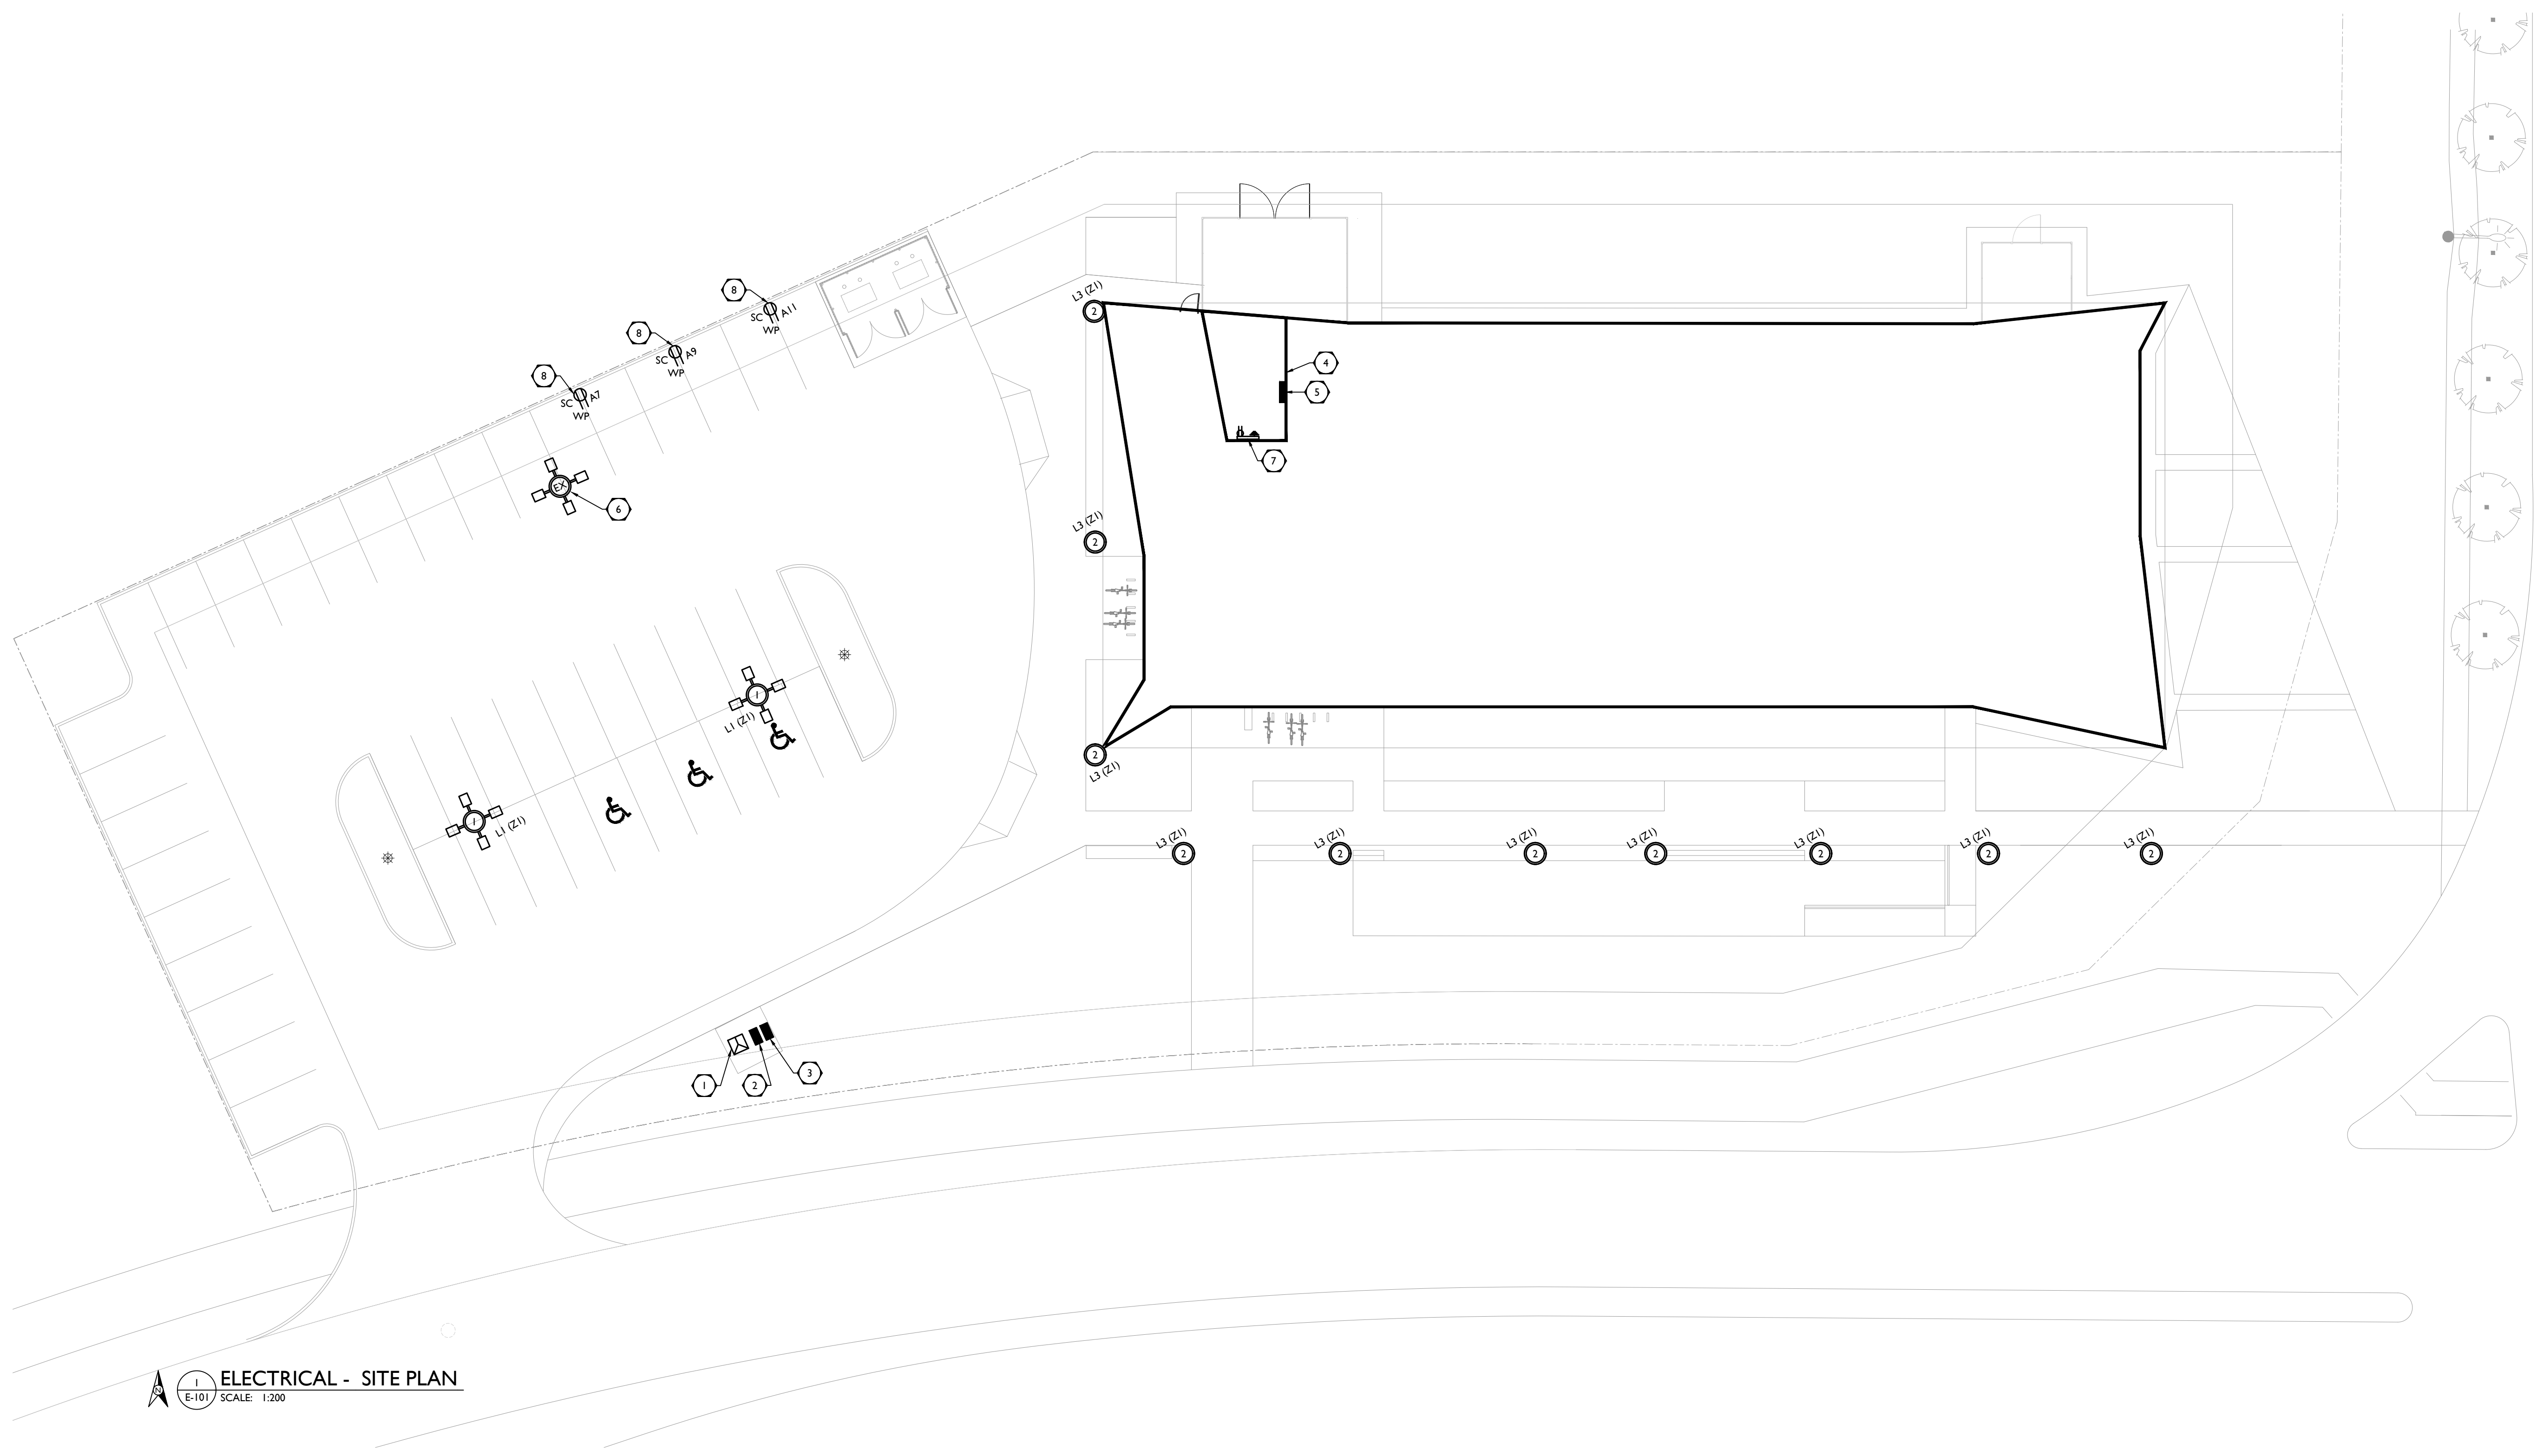 8
SC A11
WP
8
SC A9
WP
8
SC A7
WP
EX
6
L3 (Z1)
2
4
5
7
L3 (Z1)
2
1
L1 (Z1)
1
L1 (Z1)
2
L3 (Z1)
L3 (Z1)
2
L3 (Z1)
2
L3 (Z1)
2
L3 (Z1)
2
L3 (Z1)
2
L3 (Z1)
2
L3 (Z1)
2
1
2
3
N
1
E-101
ELECTRICAL - SITE PLAN
SCALE: 1:200